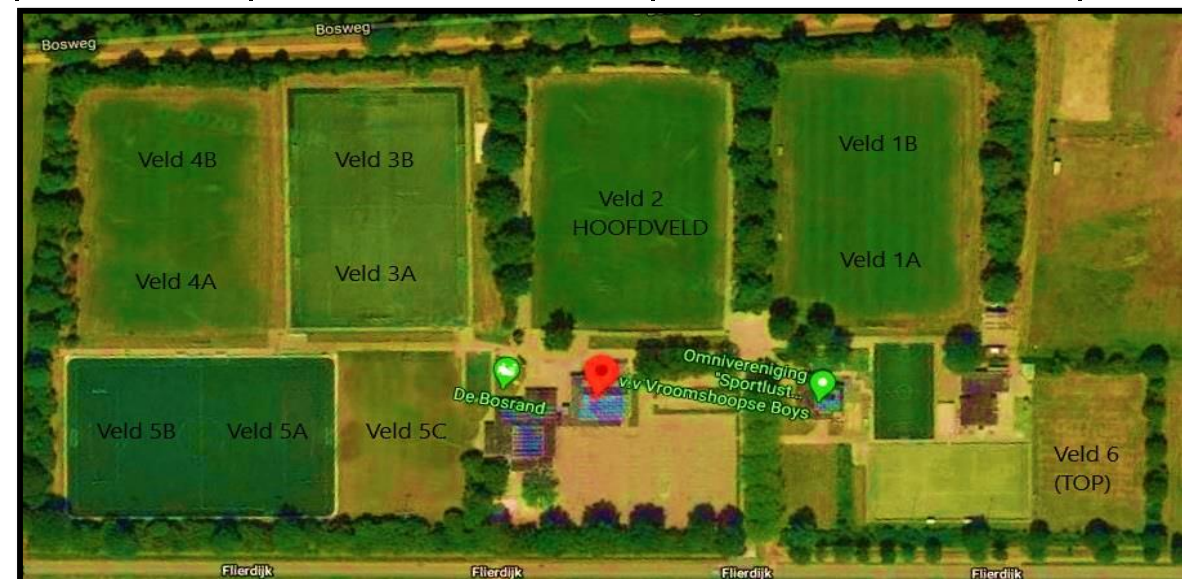 Bosweg
Bosweg
Veld 4B
Veld 3B
Veld 2
HOOFDVELD
Veld 1B
Veld 4A
Veld 3A
Veld 1A
De Bosrand
v.v Vroomshoopse Boys
Omnivereniging
"Sportlust...
Veld 5B
Veld 5A
Veld 5C
Veld 6
(TOP)
Flierdijk
Flierdijk
Flierdijk
Flierdijk